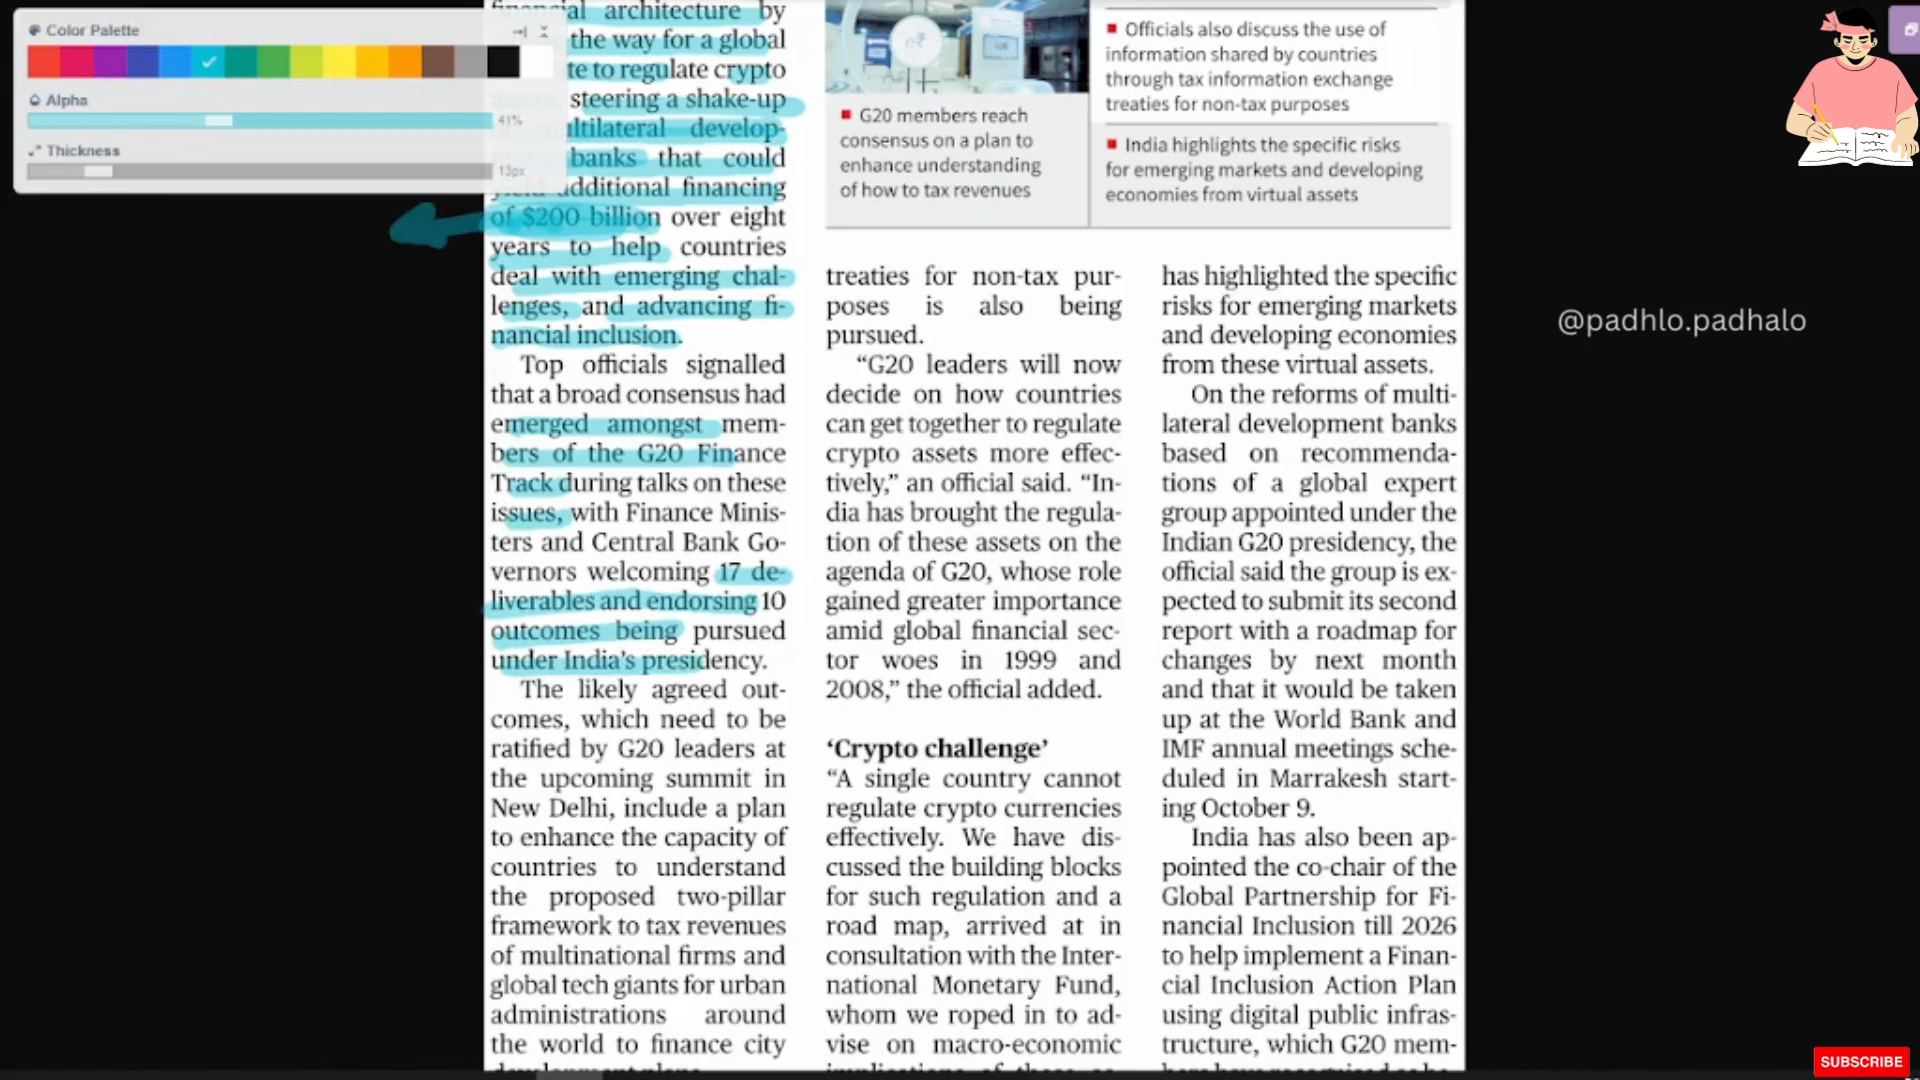 Color Palette
Alpha
41%
Thickness
13px
architecture by
the way for a global
te to regulate crypto
steering a shake-up
ltilateral develop-
banks that could
additional financing
of $200 billion over eight
years to help countries
deal with emerging chal-
lenges, and advancing fi-
nancial inclusion.
Top officials signalled
that a broad consensus had
emerged amongst mem-
bers of the G20 Finance
Track during talks on these
issues, with Finance Minis-
ters and Central Bank Go-
vernors welcoming 17 de-
liverables and endorsing 10
outcomes being pursued
under India's presidency.
The likely agreed out-
comes, which need to be
ratified by G20 leaders at
the upcoming summit in
New Delhi, include a plan
to enhance the capacity of
countries to understand
the proposed two-pillar
framework to tax revenues
of multinational firms and
global tech giants for urban
administrations around
the world to finance city
e₹
■ G20 members reach
consensus on a plan to
enhance understanding
of how to tax revenues
■ Officials also discuss the use of
information shared by countries
through tax information exchange
treaties for non-tax purposes
■ India highlights the specific risks
for emerging markets and developing
economies from virtual assets
treaties for non-tax pur-
poses is also being
pursued.
“G20 leaders will now
decide on how countries
can get together to regulate
crypto assets more effec-
tively,” an official said. “In-
dia has brought the regula-
tion of these assets on the
agenda of G20, whose role
gained greater importance
amid global financial sec-
tor woes in 1999 and
2008,” the official added.
‘Crypto challenge’
“A single country cannot
regulate crypto currencies
effectively. We have dis-
cussed the building blocks
for such regulation and a
road map, arrived at in
consultation with the Inter-
national Monetary Fund,
whom we roped in to ad-
vise on macro-economic
has highlighted the specific
risks for emerging markets
and developing economies
from these virtual assets.
On the reforms of multi-
lateral development banks
based on recommenda-
tions of a global expert
group appointed under the
Indian G20 presidency, the
official said the group is ex-
pected to submit its second
report with a roadmap for
changes by next month
and that it would be taken
up at the World Bank and
IMF annual meetings sche-
duled in Marrakesh start-
ing October 9.
India has also been ap-
pointed the co-chair of the
Global Partnership for Fi-
nancial Inclusion till 2026
to help implement a Finan-
cial Inclusion Action Plan
using digital public infras-
tructure, which G20 mem-
@padhlo.padhalo
SUBSCRIBE